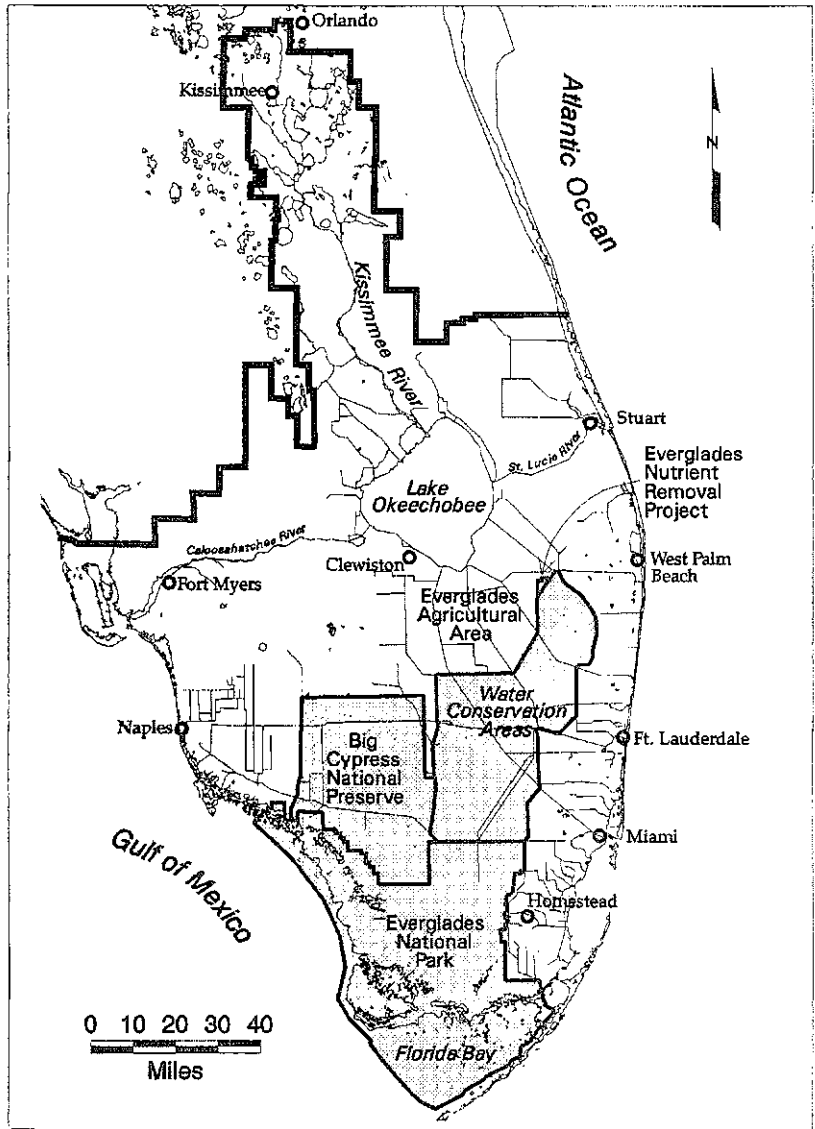 Orlando
Kissimmee
Atlantic Ocean
N
Kissimmee River
Stuart
St. Lucie River
Everglades
Nutrient
Removal
Project
Lake
Okeechobee
Caloosahatchee River
Clewiston
West Palm
Beach
Fort Myers
Everglades
Agricultural
Area
Water
Conservation
Areas
Naples
Big
Cypress
National
Preserve
Ft. Lauderdale
Miami
Gulf of Mexico
Homestead
Everglades
National
Park
0 10 20 30 40
Miles
Florida Bay